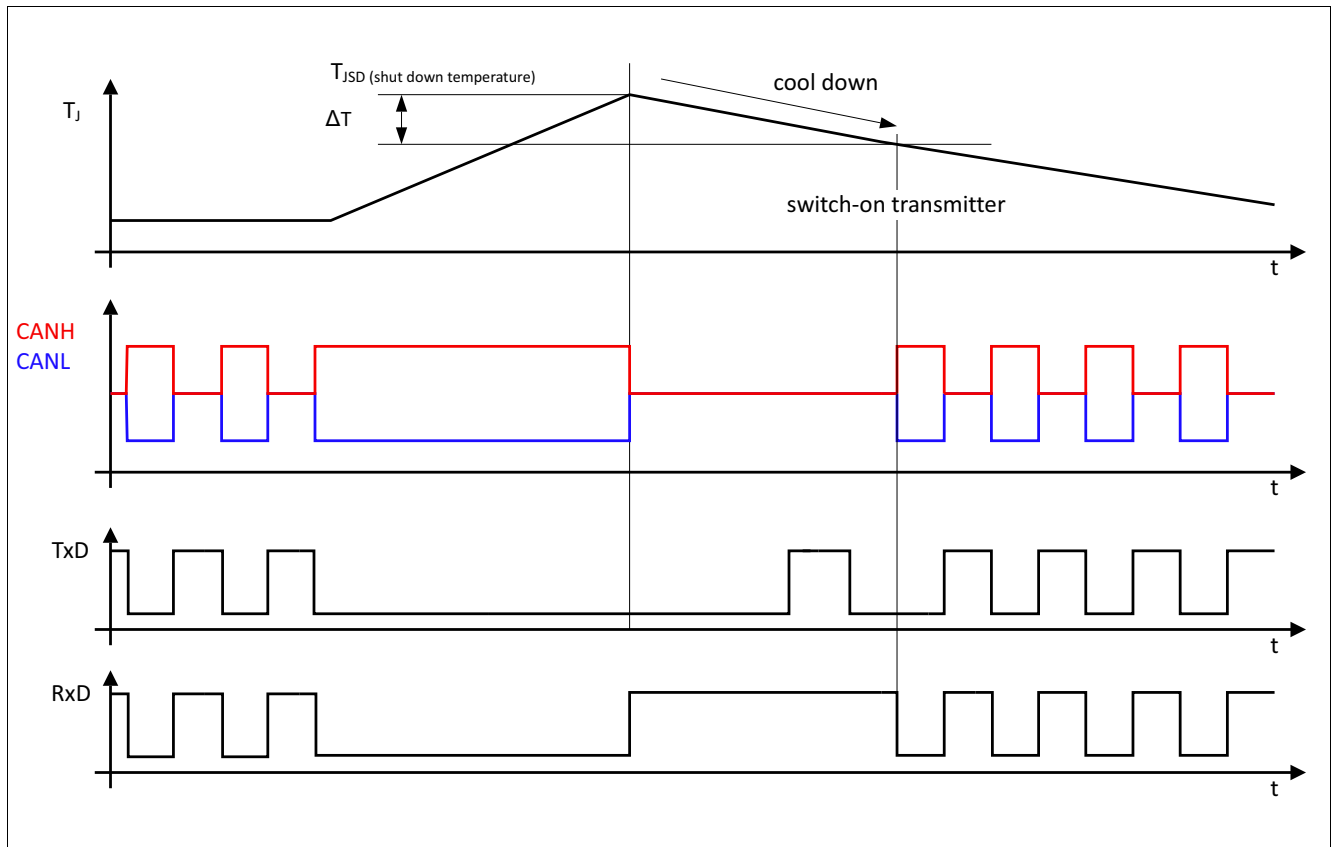 TJSD (shut down temperature)
cool down
TJ
ΔT
switch-on transmitter
t
CANH
CANL
t
TxD
t
RxD
t